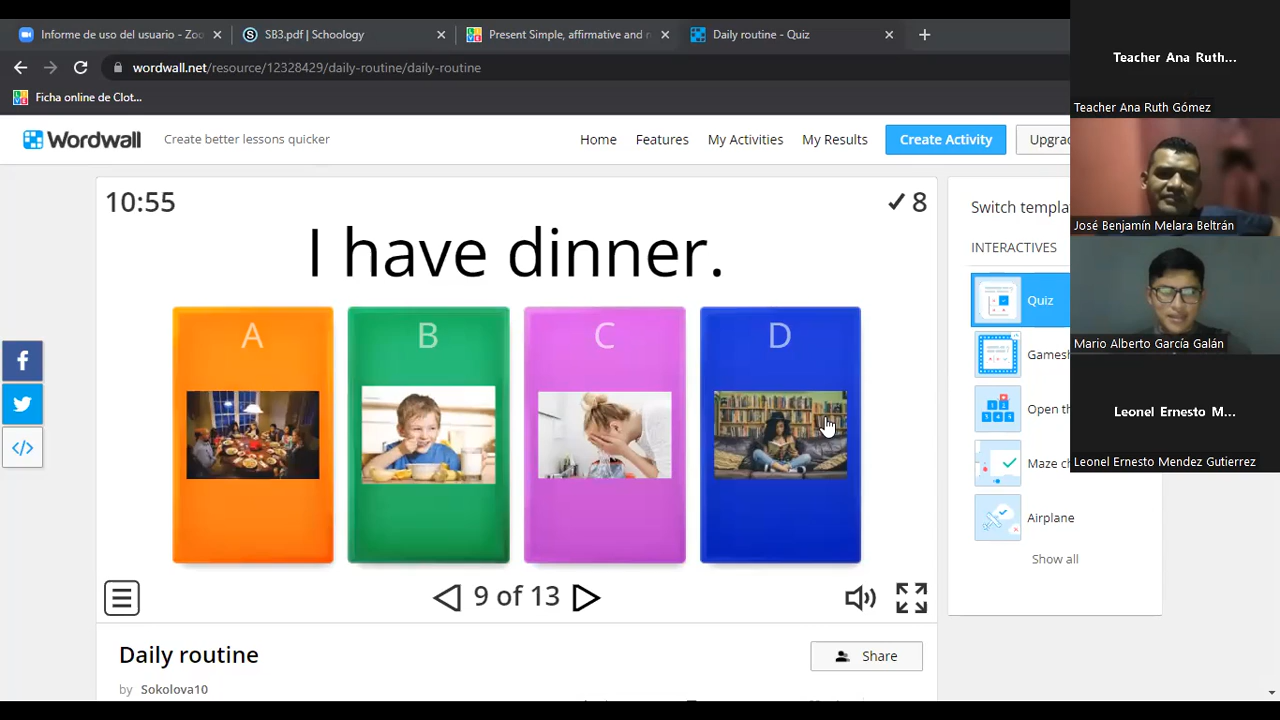 Informe de uso del usuario - Zoo
SB3.pdf | Schoology
Present Simple, affirmative and n
Daily routine - Quiz
wordwall.net/resource/12328429/daily-routine/daily-routine
Ficha online de Clot...
Wordwall
Create better lessons quicker
Home
Features
My Activities
My Results
Create Activity
Upgrad
10:55
8
I have dinner.
A
B
C
D
9 of 13
Daily routine
by Sokolova10
Share
Switch templa
INTERACTIVES
Quiz
Gamesh
Open th
Maze ch
Airplane
Show all
Teacher Ana Ruth...
Teacher Ana Ruth Gómez
José Benjamín Melara Beltrán
Mario Alberto García Galán
Leonel Ernesto M...
Leonel Ernesto Mendez Gutierrez